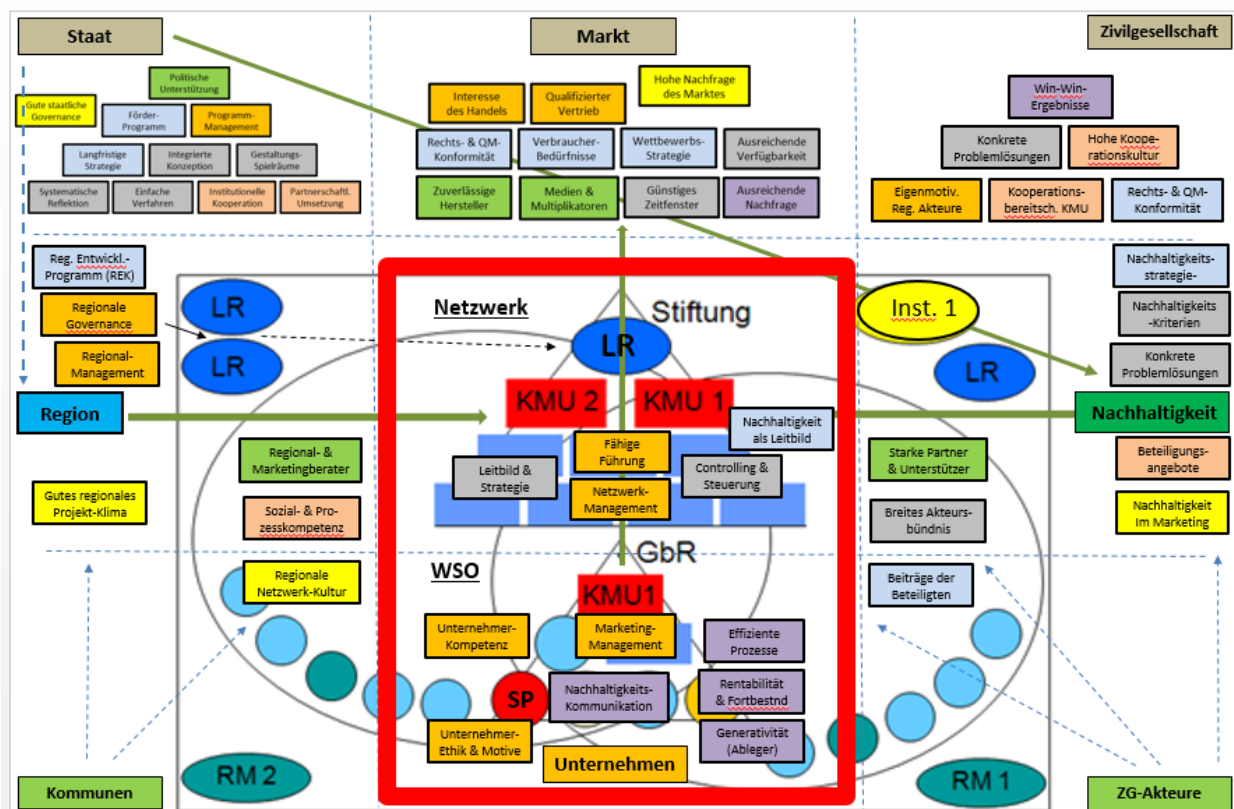 Staat
Markt
Zivilgesellschaft
Politische
Unterstützung
Gute staatliche
Governance
Förder-
Programm
Programm-
Management
Langfristige
Strategie
Integrierte
Konzeption
Gestaltungs-
Spielräume
Systematische
Reflektion
Einfache
Verfahren
Institutionelle
Kooperation
Partnerschaftl.
Umsetzung
Interesse
des Handels
Qualifizierter
Vertrieb
Hohe Nachfrage
des Marktes
Rechts- & QM-
Konformität
Verbraucher-
Bedürfnisse
Wettbewerbs-
Strategie
Ausreichende
Verfügbarkeit
Zuverlässige
Hersteller
Medien &
Multiplikatoren
Günstiges
Zeitfenster
Ausreichende
Nachfrage
Win-Win-
Ergebnisse
Konkrete
Problemlösungen
Hohe Koope-
rationskultur
Eigenmotiv.
Reg. Akteure
Kooperations-
bereitsch. KMU
Rechts- & QM-
Konformität
Reg. Entwickl.-
Programm (REK)
Regionale
Governance
Regional-
Management
Region
Gutes regionales
Projekt-Klima
LR
LR
Netzwerk
Stiftung
LR
Inst. 1
LR
Nachhaltigkeits
strategie-
Nachhaltigkeits
-Kriterien
Konkrete
Problemlösungen
Nachhaltigkeit
Beteiligungs-
angebote
Nachhaltigkeit
Im Marketing
KMU 2
KMU 1
Nachhaltigkeit
als Leitbild
Regional- &
Marketingberater
Leitbild &
Strategie
Fähige
Führung
Controlling &
Steuerung
Starke Partner
& Unterstützer
Sozial- & Pro-
zesskompetenz
Netzwerk-
Management
Breites Akteurs-
bündnis
GbR
WSO
Regionale
Netzwerk-Kultur
KMU1
Beiträge der
Beteiligten
Unternehmer-
Kompetenz
Marketing-
Management
Effiziente
Prozesse
SP
Nachhaltigkeits-
Kommunikation
Rentabilität
& Fortbestnd
Unternehmer-
Ethik & Motive
Generativität
(Ableger)
Unternehmen
Kommunen
RM 2
RM 1
ZG-Akteure